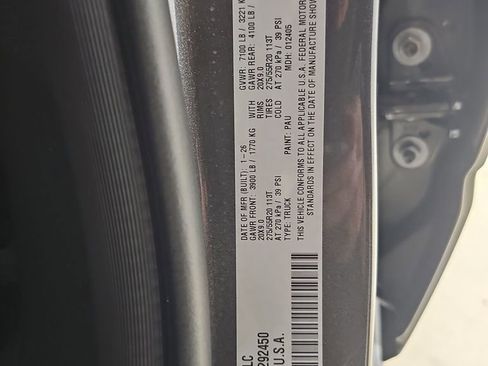 LC
292450
U.S.A.
DATE OF MFR (BUILT): 1-26
GVWR: 7100 LB / 3221 K
GAWR FRONT: 3900 LB / 1770 KG WITH
GAWR REAR: 4100 LB /
20X9.0 RIMS 20X9.0
275/55R20 113T TIRES 275/55R20 113T
AT 270 kPa / 39 PSI COLD AT 270 kPa / 39 PSI
TYPE: TRUCK PAINT: PAU MDH: 012405
THIS VEHICLE CONFORMS TO ALL APPLICABLE U.S.A. FEDERAL MOTOR
STANDARDS IN EFFECT ON THE DATE OF MANUFACTURE SHOW